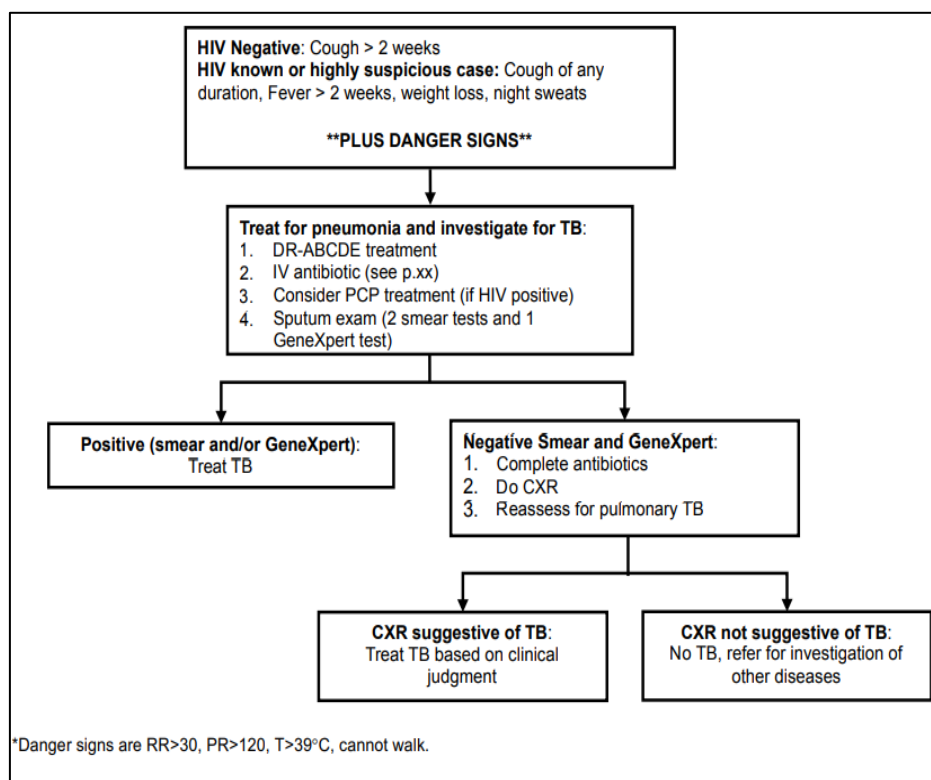 HIV Negative: Cough > 2 weeks
HIV known or highly suspicious case: Cough of any
duration, Fever > 2 weeks, weight loss, night sweats
**PLUS DANGER SIGNS**
Treat for pneumonia and investigate for TB:
1. DR-ABCDE treatment
2. IV antibiotic (see p.xx)
3. Consider PCP treatment (if HIV positive)
4. Sputum exam (2 smear tests and 1
GeneXpert test)
Positive (smear and/or GeneXpert):
Treat TB
Negative Smear and GeneXpert:
1. Complete antibiotics
2. Do CXR
3. Reassess for pulmonary TB
CXR suggestive of TB:
Treat TB based on clinical
judgment
CXR not suggestive of TB:
No TB, refer for investigation of
other diseases
*Danger signs are RR>30, PR>120, T>39°C, cannot walk.